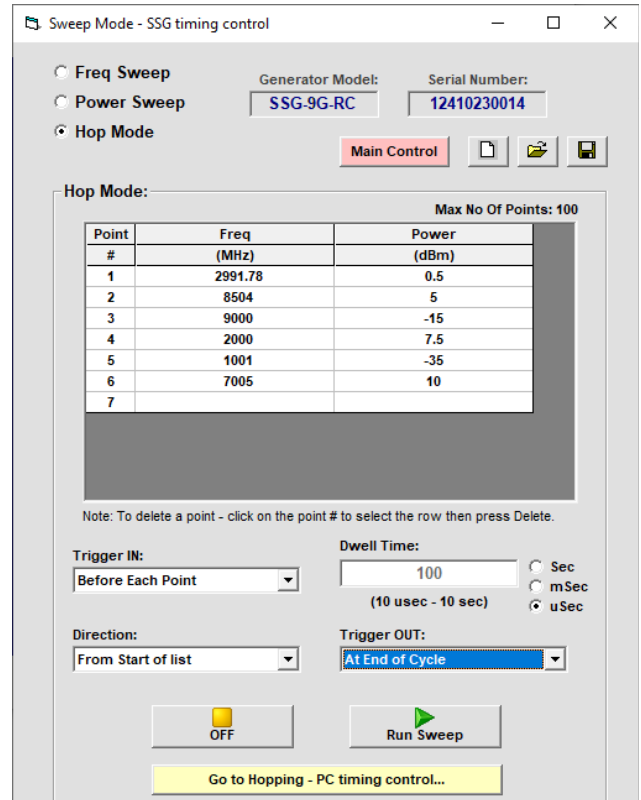 Sweep Mode - SSG timing control
Freq Sweep
Generator Model: Serial Number:
Power Sweep SSG-9G-RC 12410230014
Hop Mode
Main Control
Hop Mode:
Max No Of Points: 100
Point Freq Power
# (MHz) (dBm)
1 2991.78 0.5
2 8504 5
3 9000 -15
4 2000 7.5
5 1001 -35
6 7005 10
7
Note: To delete a point - click on the point # to select the row then press Delete.
Trigger IN: Dwell Time:
Before Each Point 100 Sec
mSec
(10 usec - 10 sec) uSec
Direction: Trigger OUT:
From Start of list At End of Cycle
OFF Run Sweep
Go to Hopping - PC timing control...